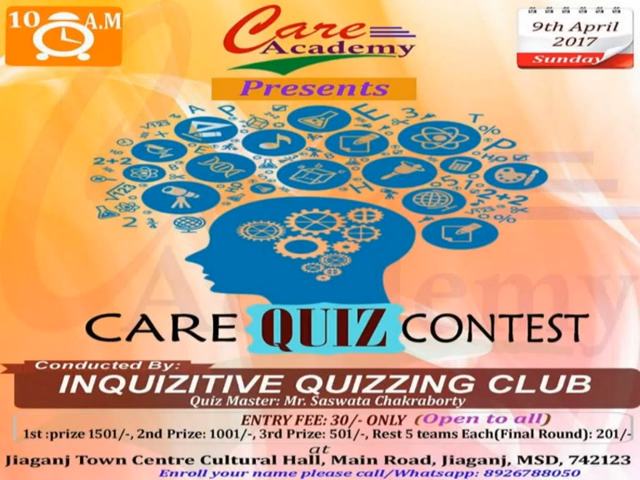 10 A.M
Care
Academy
Presents
9th April
2017
Sunday
CARE QUIZ CONTEST
Conducted By:
INQUIZITIVE QUIZZING CLUB
Quiz Master: Mr. Saswata Chakraborty
ENTRY FEE: 30/- ONLY (Open to all)
1st :prize 1501/-, 2nd Prize: 1001/-, 3rd Prize: 501/-, Rest 5 teams Each(Final Round): 201/-
at
Jiaganj Town Centre Cultural Hall, Main Road, Jiaganj, MSD, 742123
Enroll your name please call/Whatsapp: 8926788050